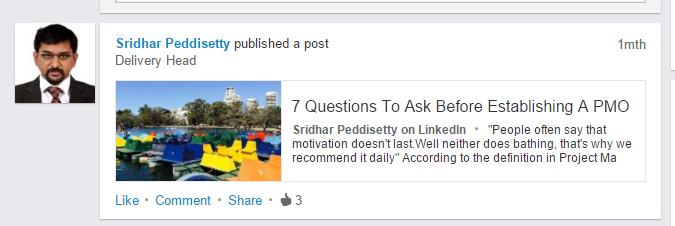 Sridhar Peddisetty published a post 1mth
Delivery Head
7 Questions To Ask Before Establishing A PMO
Sridhar Peddisetty on LinkedIn • "People often say that
motivation doesn't last.Well neither does bathing, that's why we
recommend it daily" According to the definition in Project Ma
Like • Comment • Share • 3